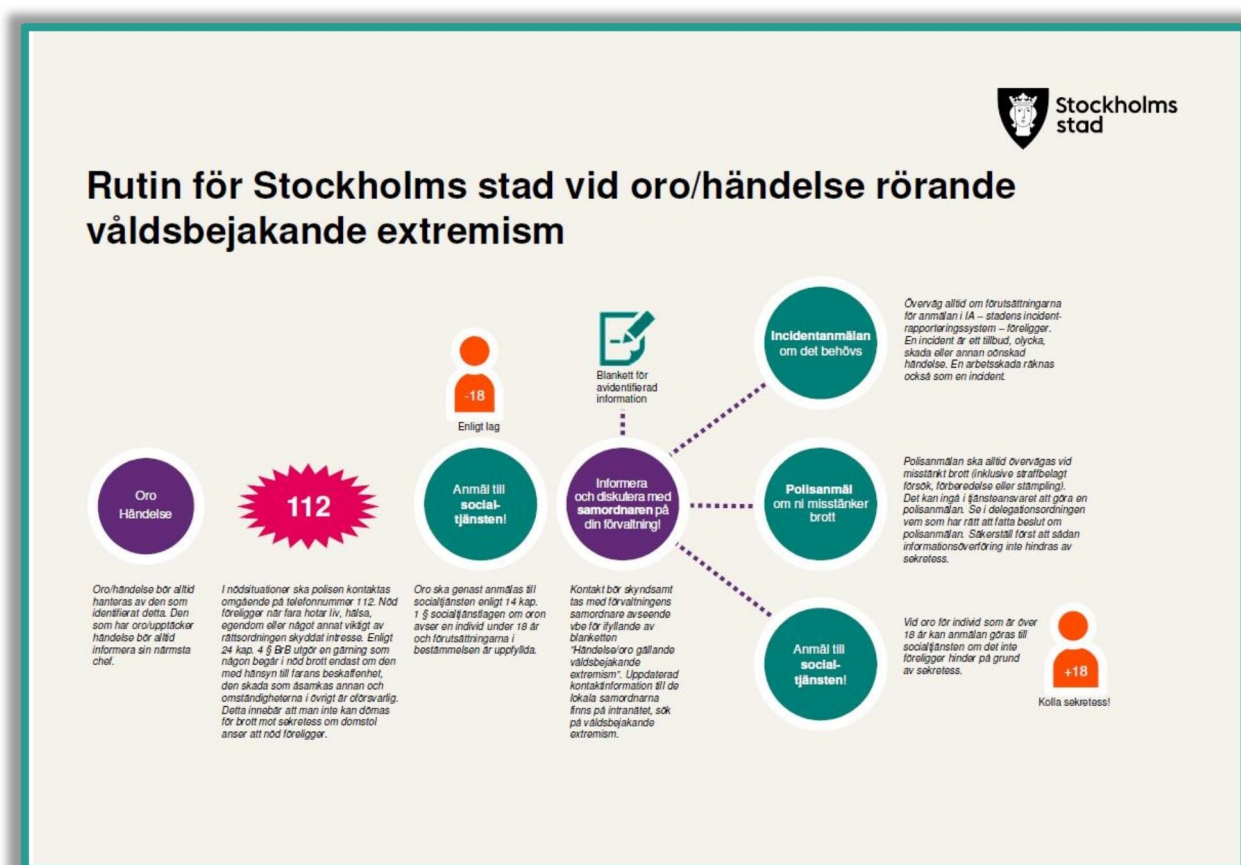 Stockholms
stad
Rutin för Stockholms stad vid oro/händelse rörande
våldsbejakande extremism
Oro
Händelse
Oro/händelse bör alltid
hanteras av den som
identifierat detta. Den
som har oro/upptäcker
händelse bör alltid
informera sin närmsta
chef.
112
I nödsituationer ska polisen kontaktas
omgående på telefonnummer 112. Nöd
föreligger när fara hotar liv, hälsa,
egendom eller något annat viktigt av
rättsordningen skyddat intresse. Enligt
24 kap. 4 § BrB utgör en gärning som
någon begår i nöd brott endast om den
med hänsyn till farans beskaffenhet,
den skada som åsamkas annan och
omständigheterna i övrigt är oförsvarlig.
Detta innebär att man inte kan dömas
för brott mot sekretess om domstol
anser att nöd föreligger.
-18
Enligt lag
Anmäl till
social-
tjänsten!
Oro ska genast anmälas till
socialtjänsten enligt 14 kap.
1 § socialtjänstlagen om oron
avser en individ under 18 år
och förutsättningarna i
bestämmelsen är uppfyllda.
Blankett för
avidentifierad
information
Informera
och diskutera med
samordnaren på
din förvaltning!
Kontakt bör skyndsamt
tas med förvaltningens
samordnare avseende
vbe för ifyllande av
blanketten
"Händelse/oro gällande
våldsbejakande
extremism". Uppdaterad
kontaktinformation till de
lokala samordnarna
finns på intranätet, sök
på våldsbejakande
extremism.
Incidentanmälan
om det behövs
Överväg alltid om förutsättningarna
för anmälan i IA – stadens incident-
rapporteringssystem – föreligger.
En incident är ett tillbud, olycka,
skada eller annan oönskad
händelse. En arbetsskada räknas
också som en incident.
Polisanmäl
om ni misstänker
brott
Polisanmälan ska alltid övervägas vid
misstänkt brott (inklusive straffbelagt
försök, förberedelse eller stämpling).
Det kan ingå i tjänsteansvaret att göra en
polisanmälan. Se i delegationsordningen
vem som har rätt att fatta beslut om
polisanmälan. Säkerställ först att sådan
informationsöverföring inte hindras av
sekretess.
Anmäl till
social-
tjänsten!
Vid oro för individ som är över
18 år kan anmälan göras till
socialtjänsten om det inte
föreligger hinder på grund
av sekretess.
+18
Kolla sekretess!